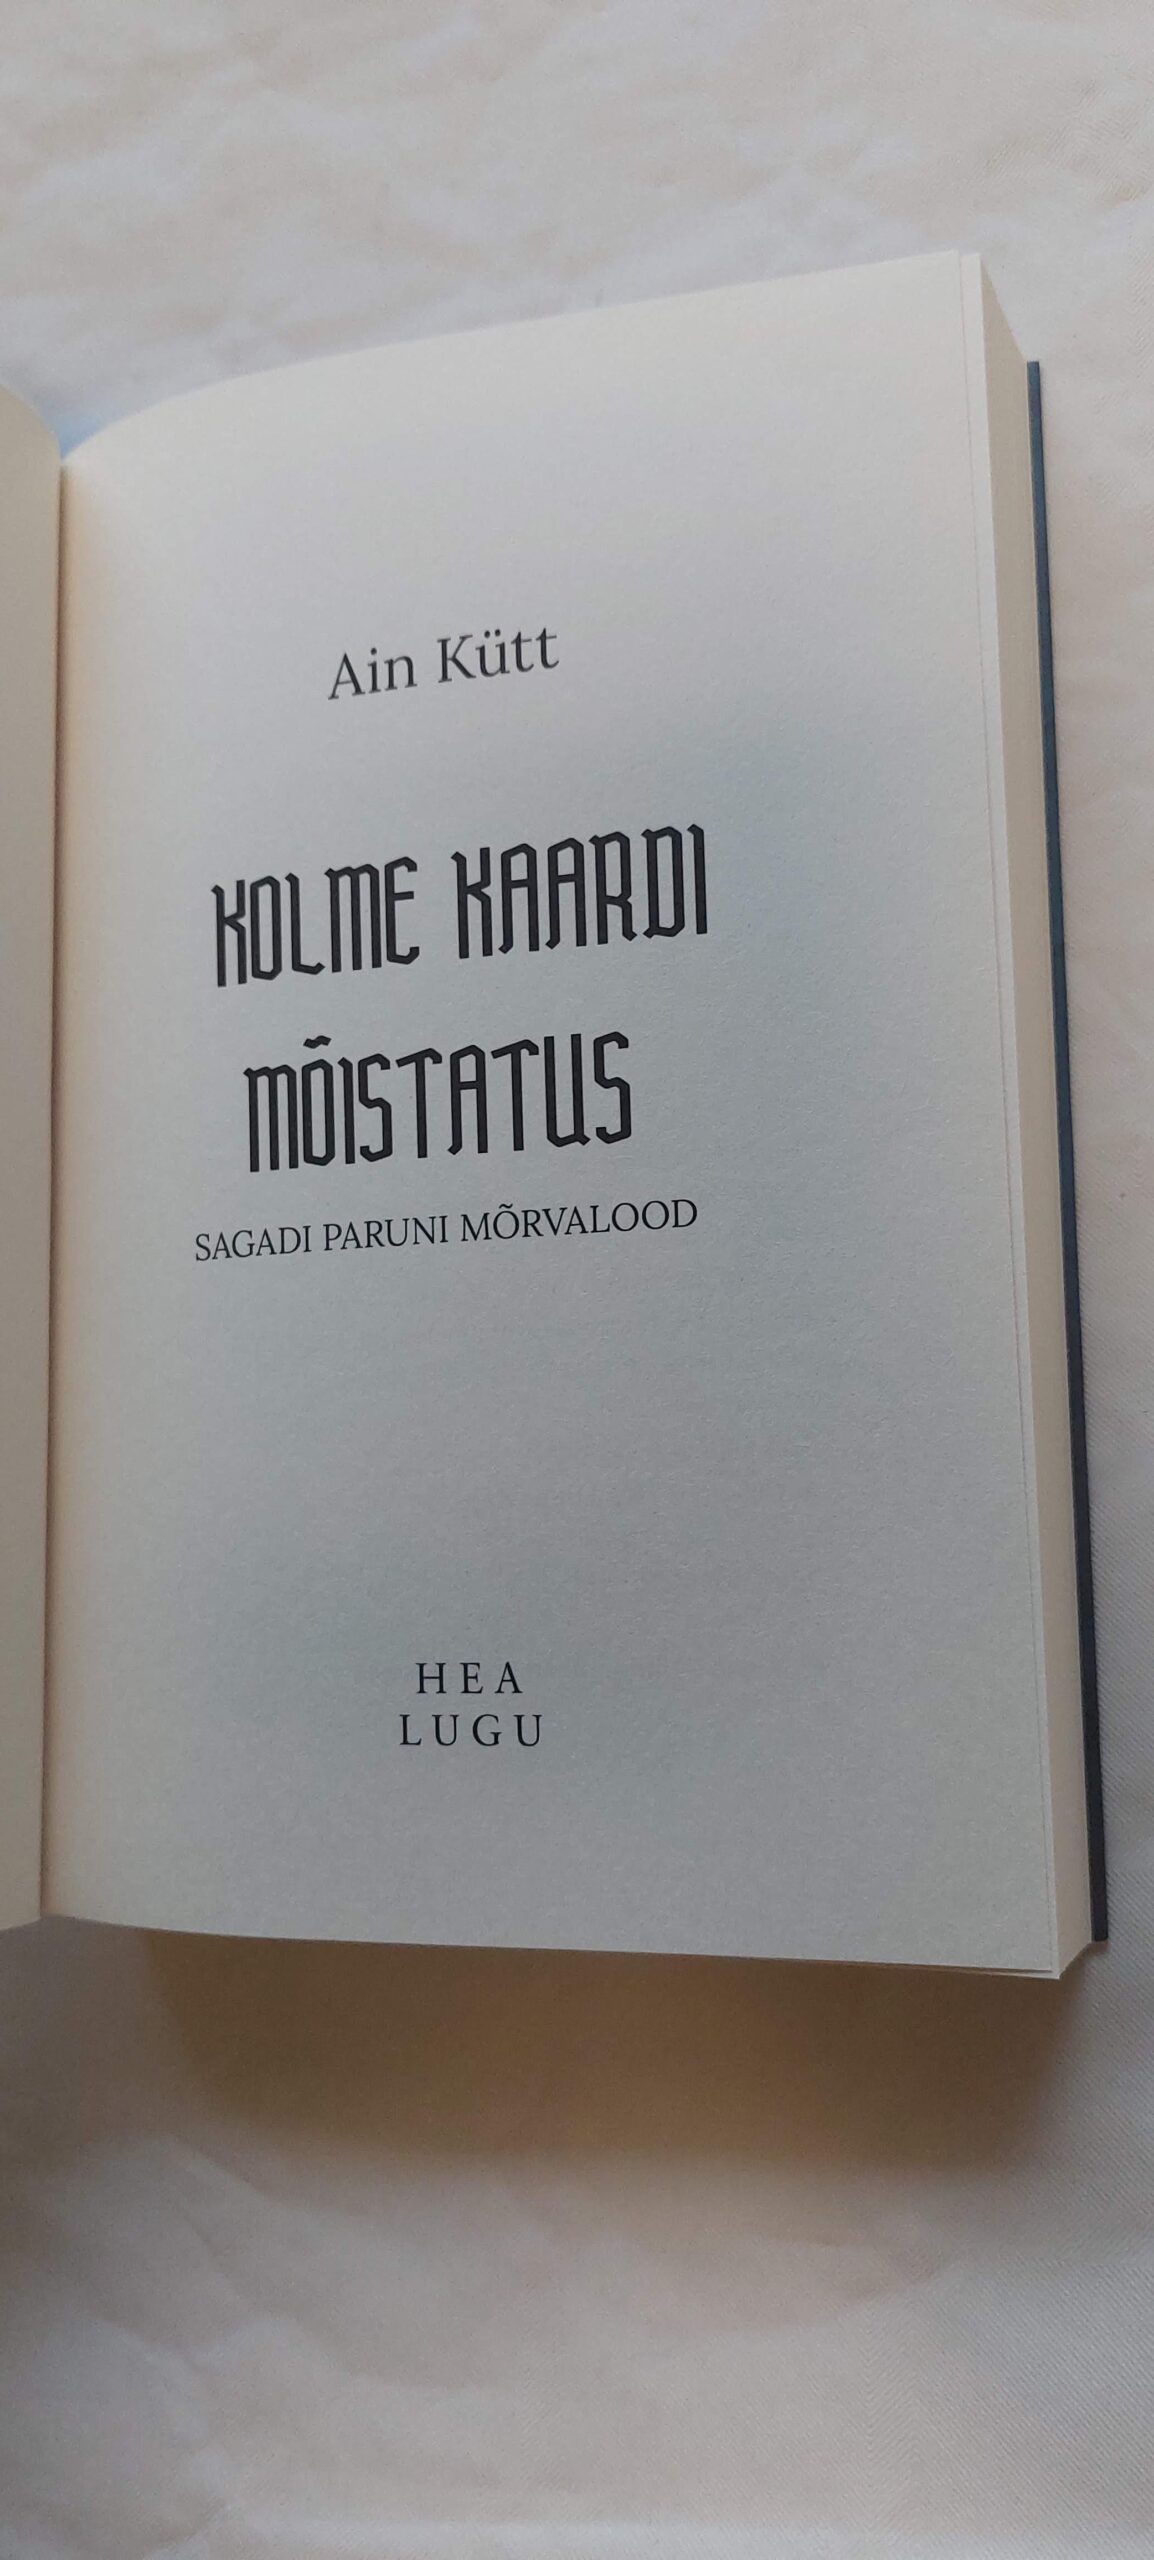 Ain Kütt
KOLME KAARDI
MÕISTATUS
SAGADI PARUNI MÕRVALOOD
HEA
LUGU